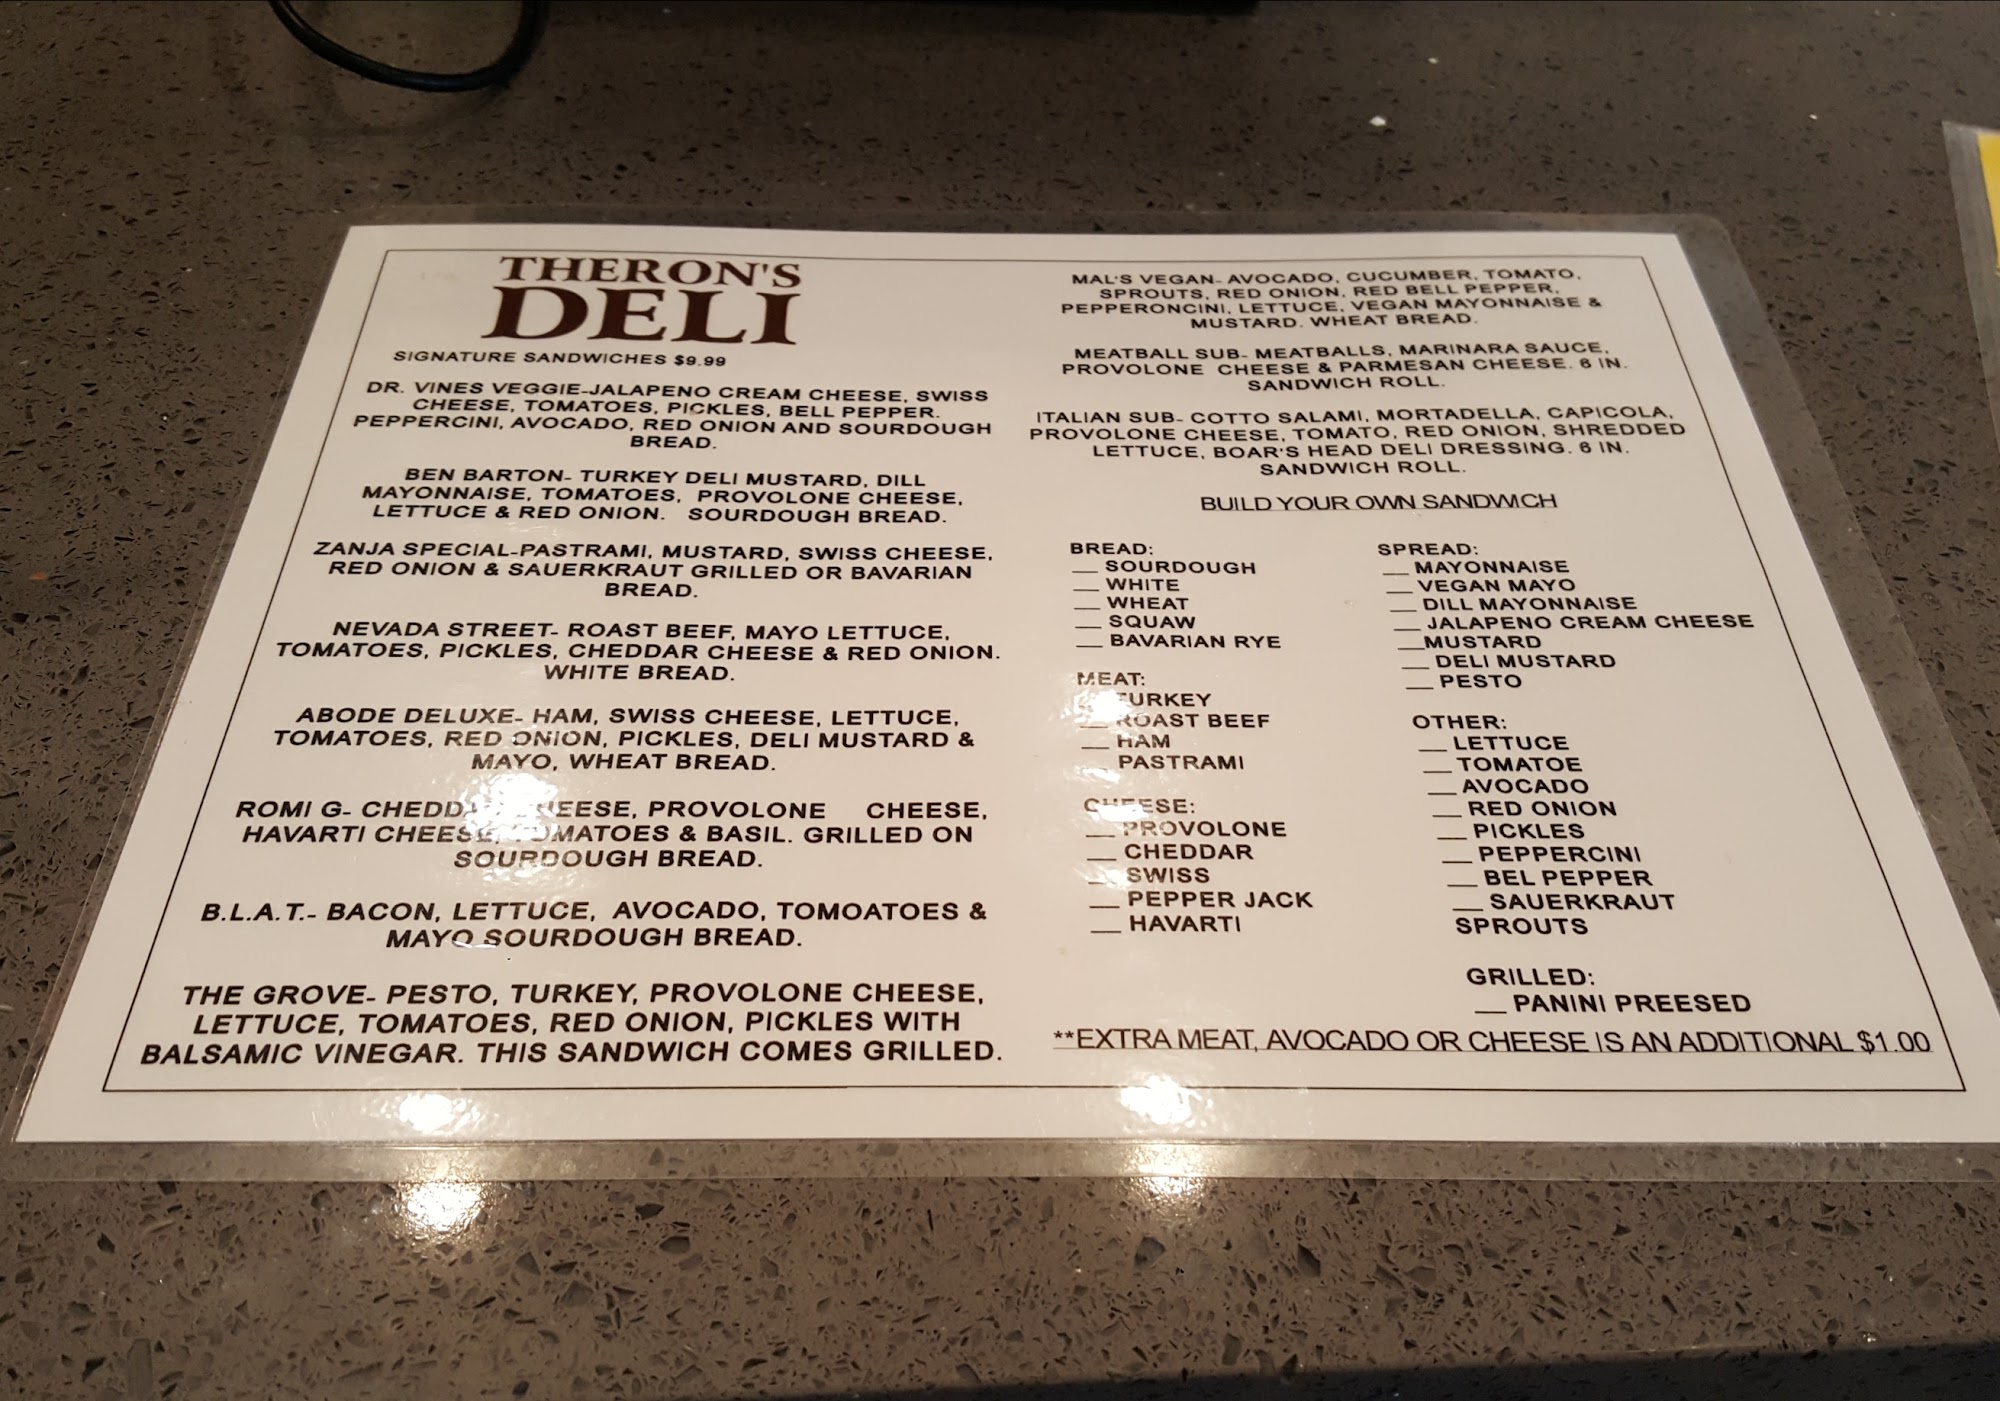 THERON'S
DELI
SIGNATURE SANDWICHES $9.99
DR. VINES VEGGIE-JALAPENO CREAM CHEESE, SWISS
CHEESE, TOMATOES, PICKLES, BELL PEPPER.
PEPPERCINI, AVOCADO, RED ONION AND SOURDOUGH
BREAD.
BEN BARTON- TURKEY DELI MUSTARD, DILL
MAYONNAISE, TOMATOES, PROVOLONE CHEESE,
LETTUCE & RED ONION. SOURDOUGH BREAD.
ZANJA SPECIAL-PASTRAMI, MUSTARD, SWISS CHEESE,
RED ONION & SAUERKRAUT GRILLED OR BAVARIAN
BREAD.
NEVADA STREET- ROAST BEEF, MAYO LETTUCE,
TOMATOES, PICKLES, CHEDDAR CHEESE & RED ONION.
WHITE BREAD.
ABODE DELUXE- HAM, SWISS CHEESE, LETTUCE,
TOMATOES, RED ONION, PICKLES, DELI MUSTARD &
MAYO, WHEAT BREAD.
ROMI G- CHEDDAR CHEESE, PROVOLONE CHEESE,
HAVARTI CHEESE, TOMATOES & BASIL. GRILLED ON
SOURDOUGH BREAD.
B.L.A.T.- BACON, LETTUCE, AVOCADO, TOMOATOES &
MAYO SOURDOUGH BREAD.
THE GROVE- PESTO, TURKEY, PROVOLONE CHEESE,
LETTUCE, TOMATOES, RED ONION, PICKLES WITH
BALSAMIC VINEGAR. THIS SANDWICH COMES GRILLED.
MAL'S VEGAN- AVOCADO, CUCUMBER, TOMATO,
SPROUTS, RED ONION, RED BELL PEPPER,
PEPPERONCINI, LETTUCE, VEGAN MAYONNAISE &
MUSTARD. WHEAT BREAD.
MEATBALL SUB- MEATBALLS, MARINARA SAUCE,
PROVOLONE CHEESE & PARMESAN CHEESE. 6 IN.
SANDWICH ROLL.
ITALIAN SUB- COTTO SALAMI, MORTADELLA, CAPICOLA,
PROVOLONE CHEESE, TOMATO, RED ONION, SHREDDED
LETTUCE, BOAR'S HEAD DELI DRESSING. 6 IN.
SANDWICH ROLL.
BUILD YOUR OWN SANDWICH
BREAD:
__ SOURDOUGH
__ WHITE
__ WHEAT
__ SQUAW
__ BAVARIAN RYE
MEAT:
__ TURKEY
__ ROAST BEEF
__ HAM
__ PASTRAMI
CHEESE:
__ PROVOLONE
__ CHEDDAR
__ SWISS
__ PEPPER JACK
__ HAVARTI
SPREAD:
__ MAYONNAISE
__ VEGAN MAYO
__ DILL MAYONNAISE
__ JALAPENO CREAM CHEESE
__MUSTARD
__ DELI MUSTARD
__ PESTO
OTHER:
__ LETTUCE
__ TOMATOE
__ AVOCADO
__ RED ONION
__ PICKLES
__ PEPPERCINI
__ BEL PEPPER
__ SAUERKRAUT
SPROUTS
GRILLED:
__ PANINI PREESED
**EXTRA MEAT, AVOCADO OR CHEESE IS AN ADDITIONAL $1.00